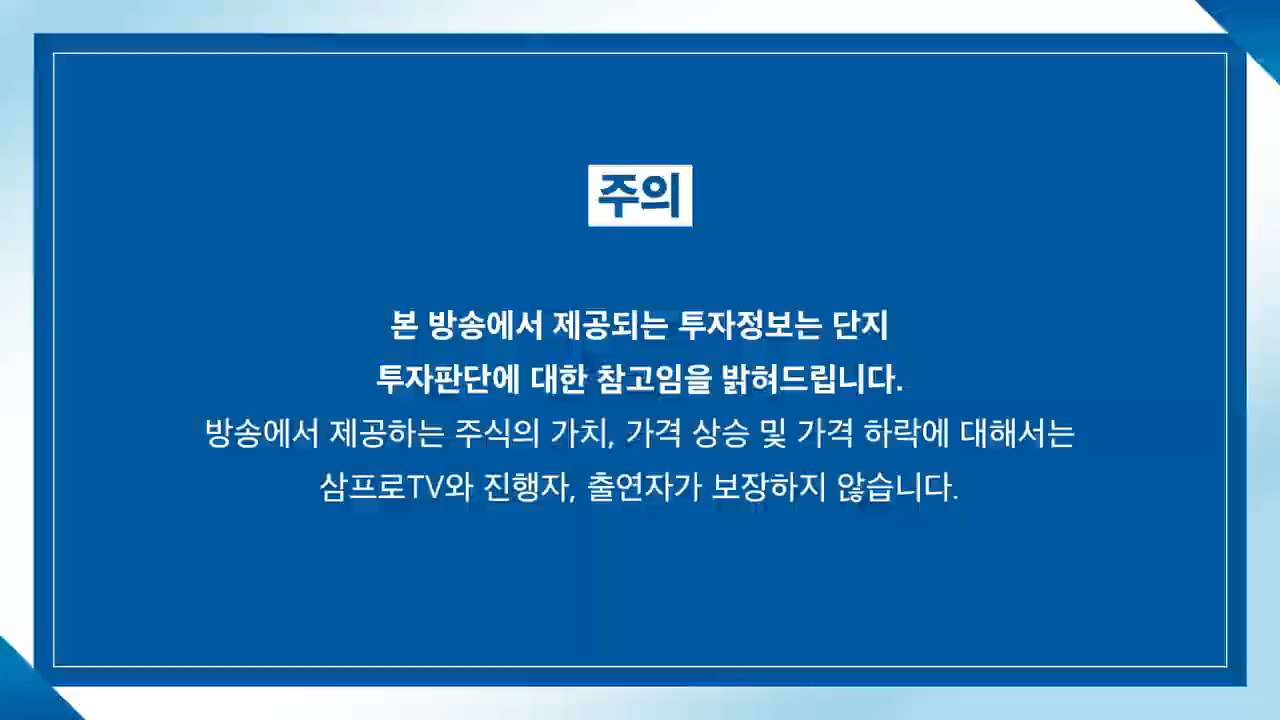 주의
본 방송에서 제공되는 투자정보는 단지
투자판단에 대한 참고임을 밝혀드립니다.
방송에서 제공하는 주식의 가치, 가격 상승 및 가격 하락에 대해서는
삼프로TV와 진행자, 출연자가 보장하지 않습니다.